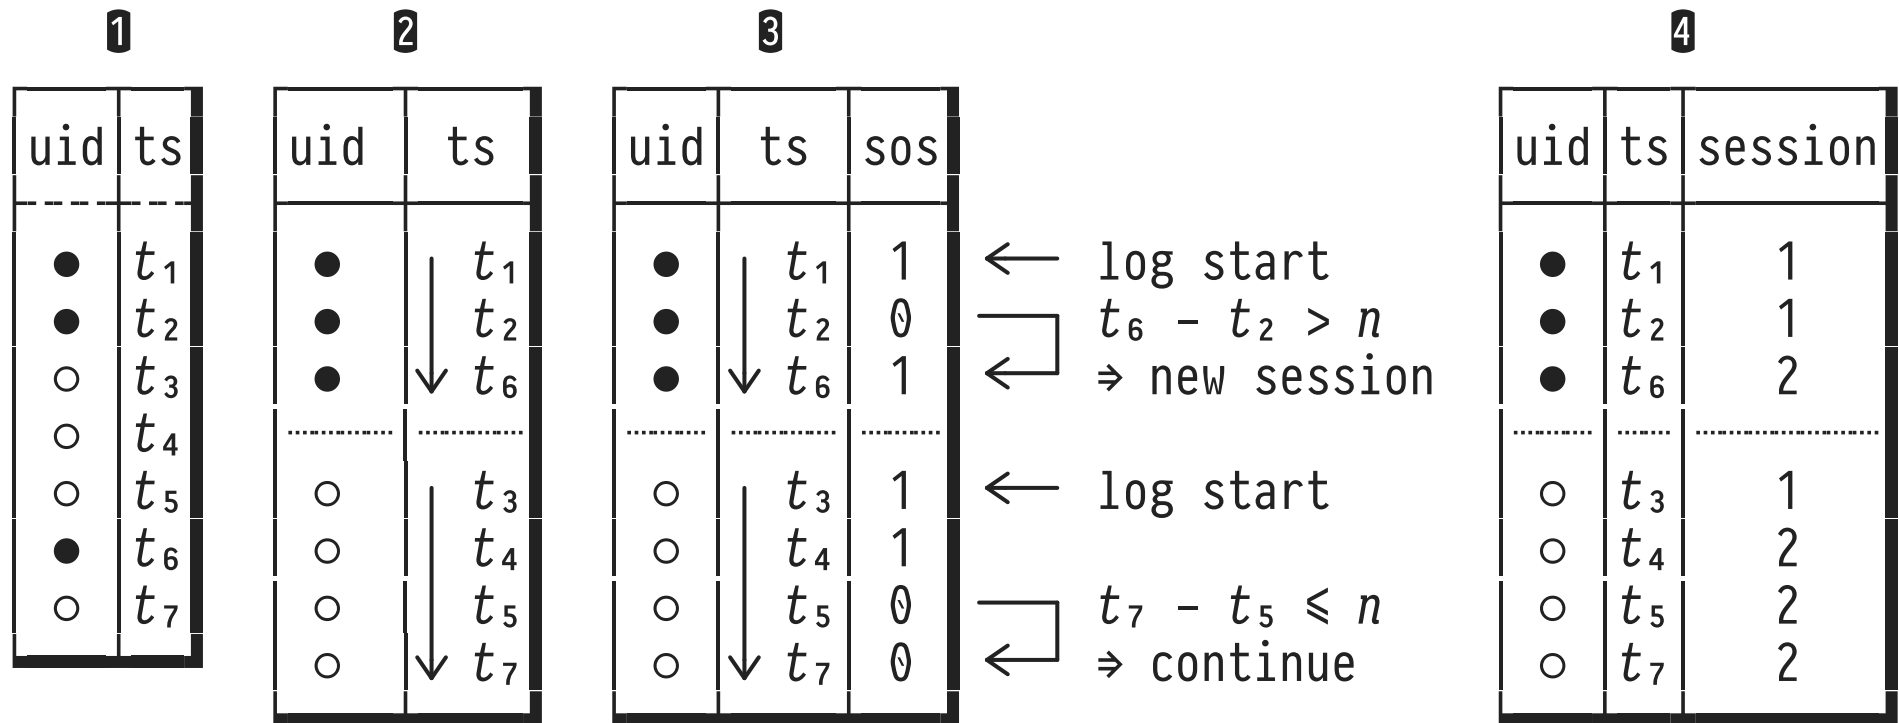 1 2 3 4
uid ts uid ts uid ts sos uid ts session
● t₁ ● t₁ ● t₁ 1 ← log start ● t₁ 1
● t₂ ● t₂ ● t₂ 0 t₆ − t₂ > n ● t₂ 1
○ t₃ ● t₆ ● t₆ 1 ⇒ new session ● t₆ 2
○ t₄
○ t₅ ○ t₃ ○ t₃ 1 ← log start ○ t₃ 1
● t₆ ○ t₄ ○ t₄ 1 ○ t₄ 2
○ t₇ ○ t₅ ○ t₅ 0 t₇ − t₅ ⩽ n ○ t₅ 2
○ t₇ ○ t₇ 0 ⇒ continue ○ t₇ 2